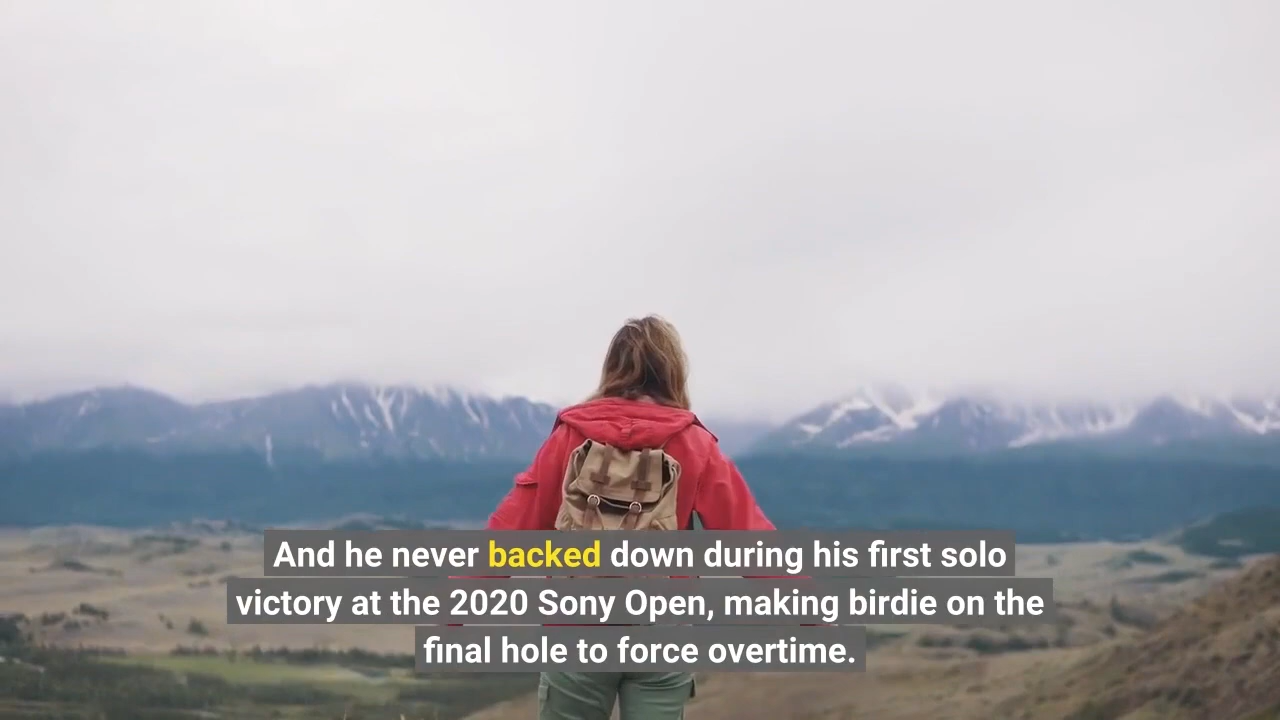 And he never backed down during his first solo
victory at the 2020 Sony Open, making birdie on the
final hole to force overtime.